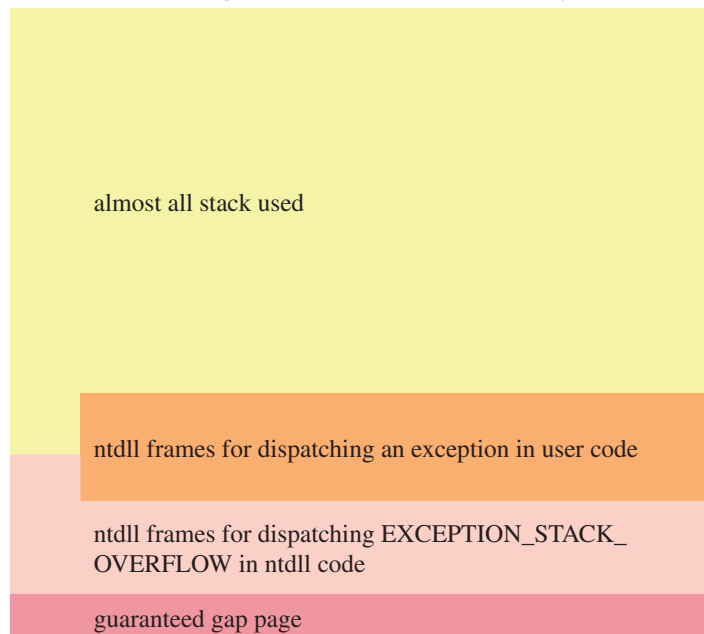 almost all stack used
ntdll frames for dispatching an exception in user code
ntdll frames for dispatching EXCEPTION_STACK_
OVERFLOW in ntdll code
guaranteed gap page